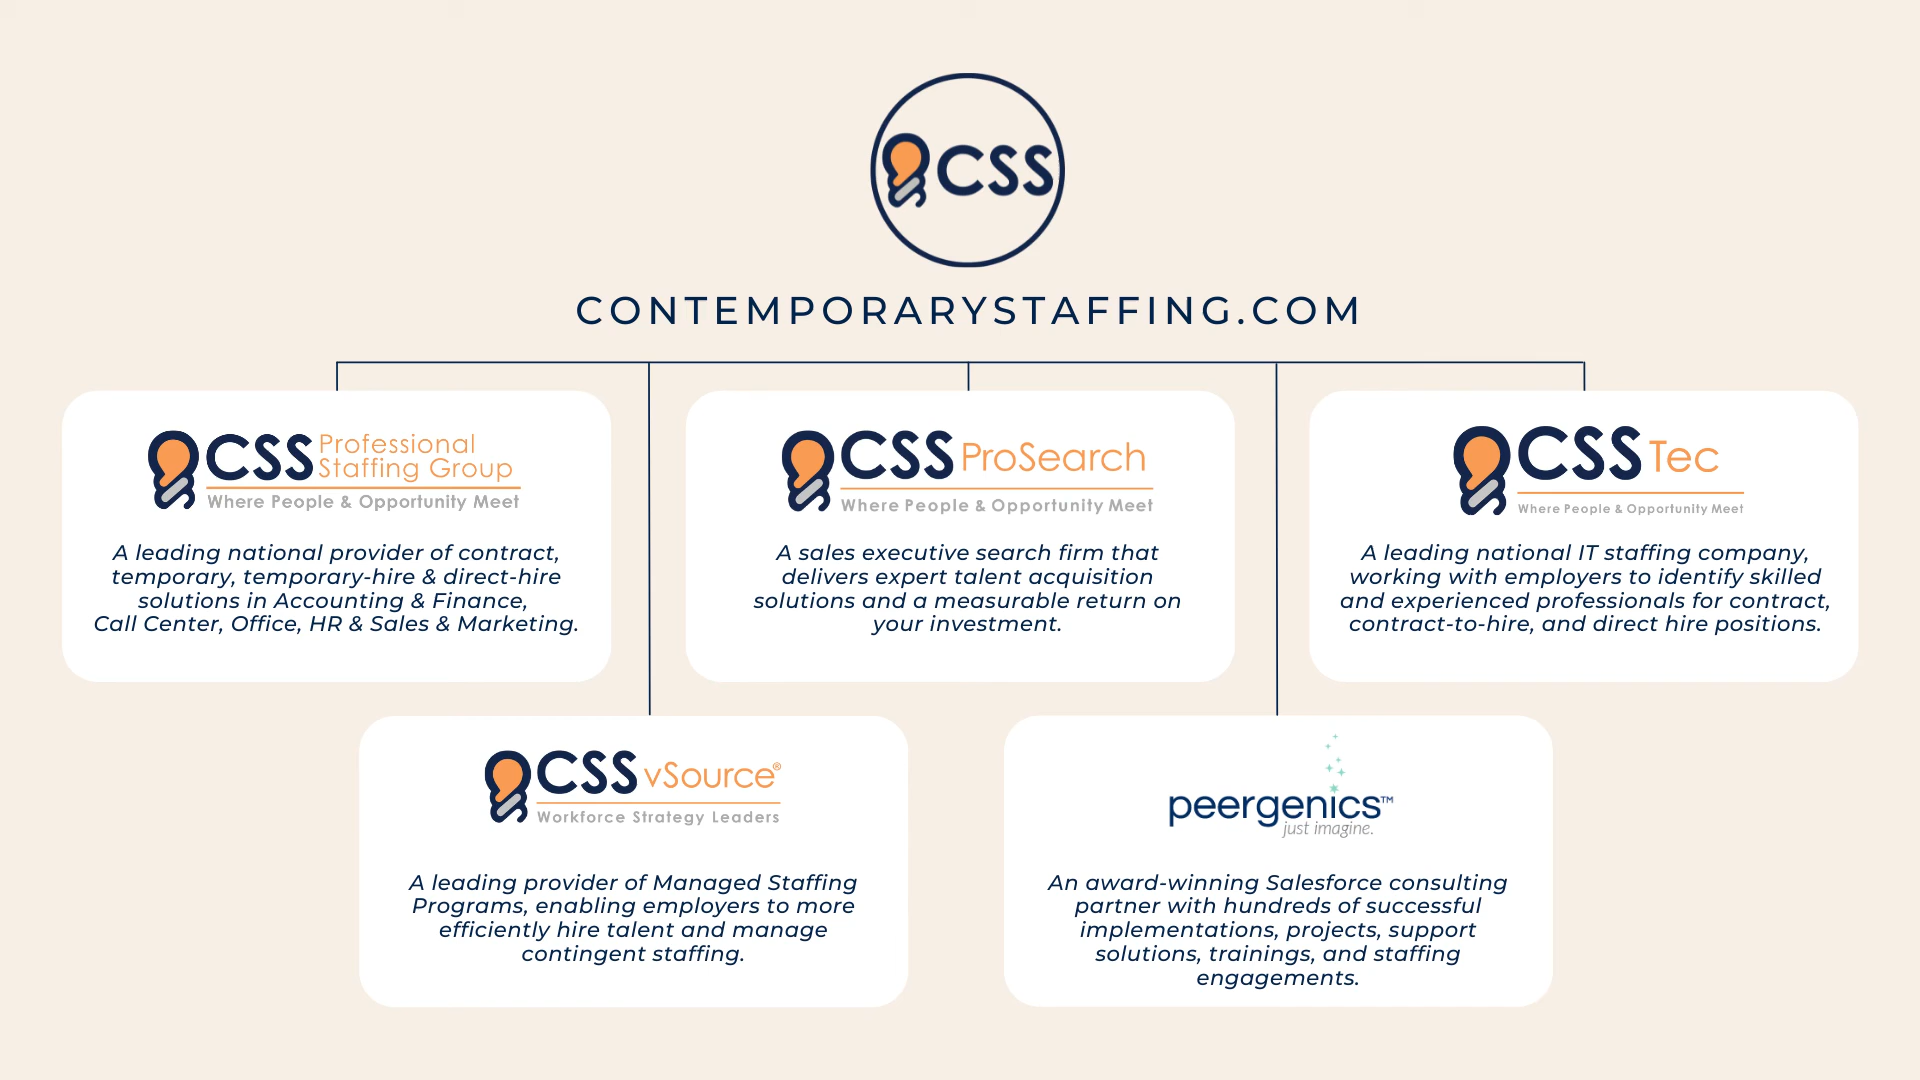 CSS
CONTEMPORARYSTAFFING.COM
CSS Professional
Staffing Group
Where People & Opportunity Meet
A leading national provider of contract,
temporary, temporary-hire & direct-hire
solutions in Accounting & Finance,
Call Center, Office, HR & Sales & Marketing.
CSS ProSearch
Where People & Opportunity Meet
A sales executive search firm that
delivers expert talent acquisition
solutions and a measurable return on
your investment.
CSS Tec
Where People & Opportunity Meet
A leading national IT staffing company,
working with employers to identify skilled
and experienced professionals for contract,
contract-to-hire, and direct hire positions.
CSS vSource®
Workforce Strategy Leaders
A leading provider of Managed Staffing
Programs, enabling employers to more
efficiently hire talent and manage
contingent staffing.
peergenics™
just imagine.
An award-winning Salesforce consulting
partner with hundreds of successful
implementations, projects, support
solutions, trainings, and staffing
engagements.